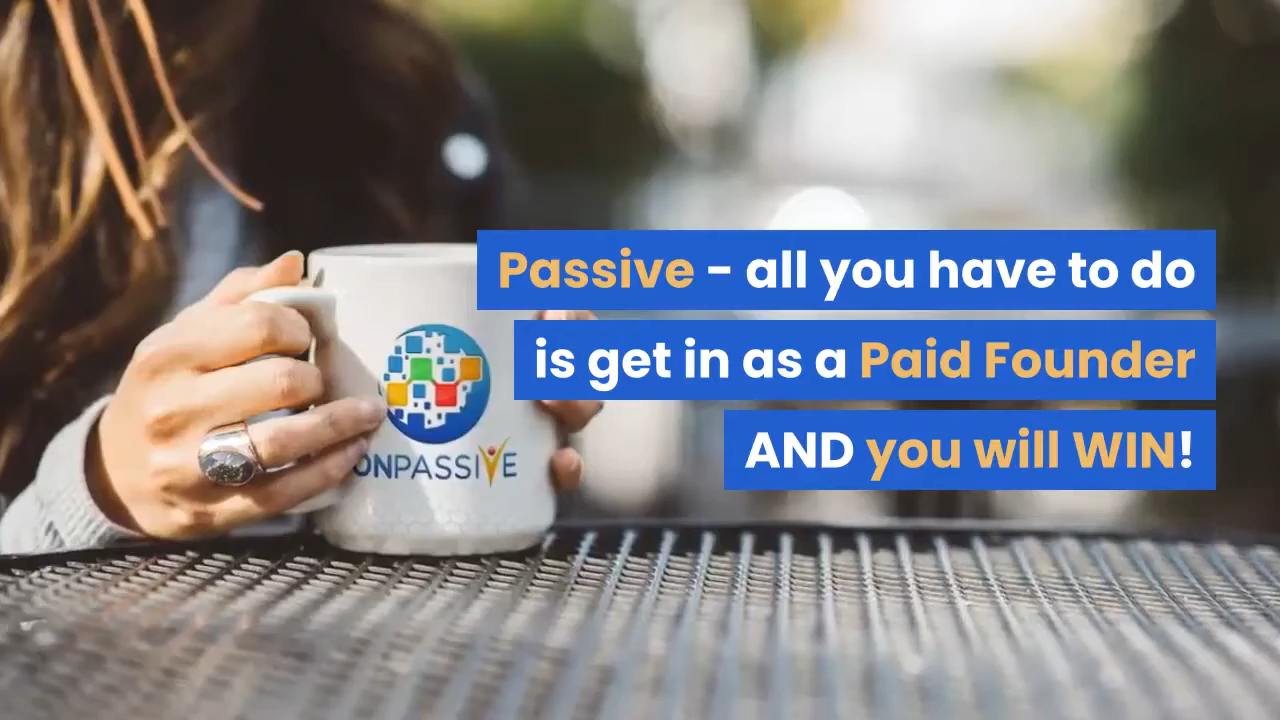 Passive - all you have to do
is get in as a Paid Founder
AND you will WIN!
ONPASSIVE